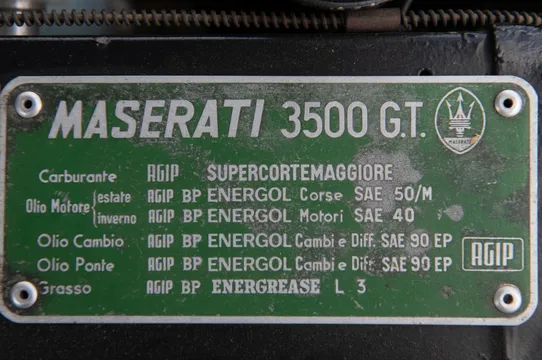 MASERATI 3500 G.T.
MASERATI
Carburante AGIP SUPERCORTEMAGGIORE
Olio Motore { estate AGIP BP ENERGOL Corse SAE 50/M
inverno AGIP BP ENERGOL Motori SAE 40
Olio Cambio AGIP BP ENERGOL Cambi e Diff. SAE 90 EP
Olio Ponte AGIP BP ENERGOL Cambi e Diff. SAE 90 EP
AGIP
Grasso AGIP BP ENERGREASE L 3